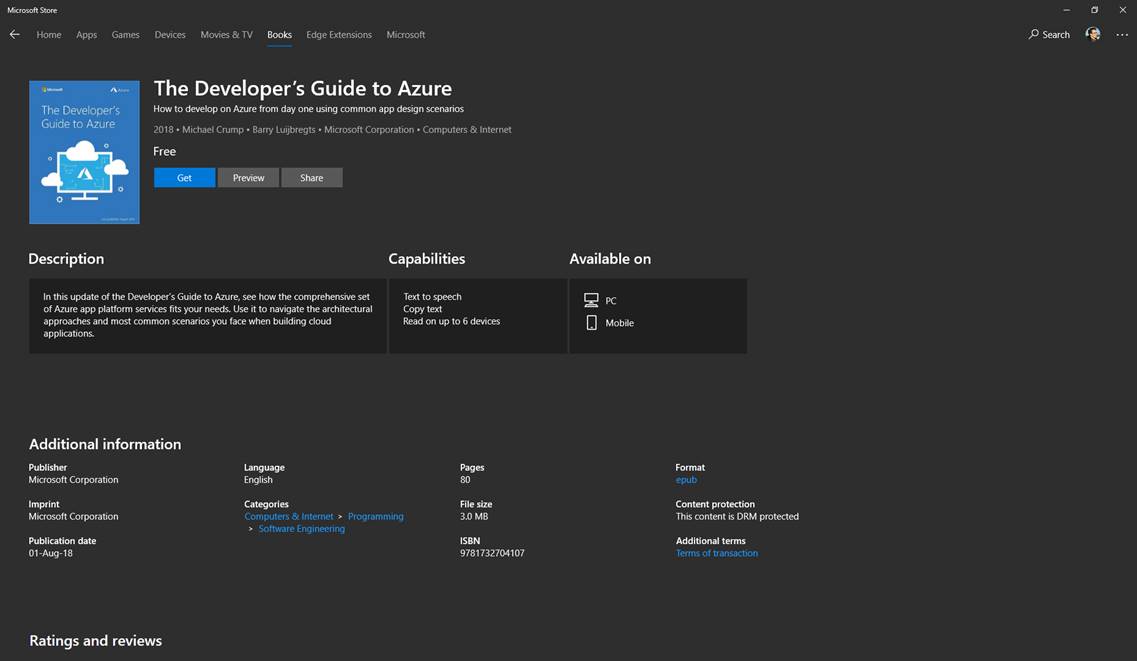 Microsoft Store
Home Apps Games Devices Movies & TV Books Edge Extensions Microsoft Search
Microsoft Azure
The Developer's
Guide to Azure
The Developer's Guide to Azure
How to develop on Azure from day one using common app design scenarios
2018 • Michael Crump • Barry Luijbregts • Microsoft Corporation • Computers & Internet
Free
Get Preview Share
Description
In this update of the Developer's Guide to Azure, see how the comprehensive set
of Azure app platform services fits your needs. Use it to navigate the architectural
approaches and most common scenarios you face when building cloud
applications.
Capabilities
Text to speech
Copy text
Read on up to 6 devices
Available on
PC
Mobile
Additional information
Publisher
Microsoft Corporation
Imprint
Microsoft Corporation
Publication date
01-Aug-18
Language
English
Categories
Computers & Internet > Programming
> Software Engineering
Pages
80
File size
3.0 MB
ISBN
9781732704107
Format
epub
Content protection
This content is DRM protected
Additional terms
Terms of transaction
Ratings and reviews